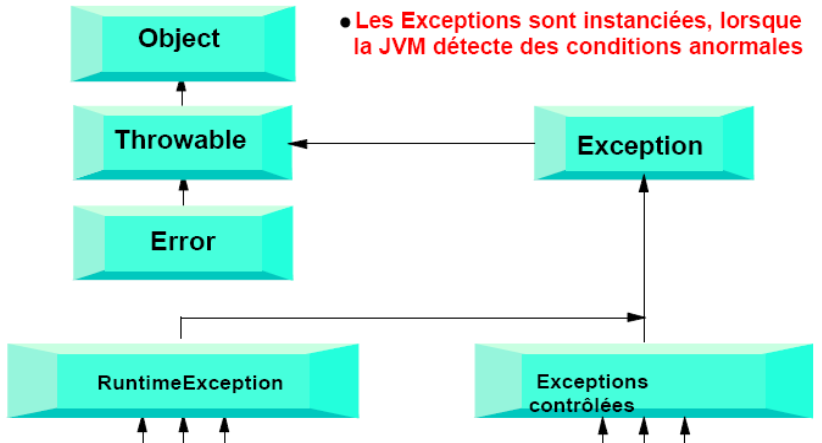 Object
● Les Exceptions sont instanciées, lorsque
la JVM détecte des conditions anormales
Throwable
Exception
Error
RuntimeException
Exceptions
contrôlées